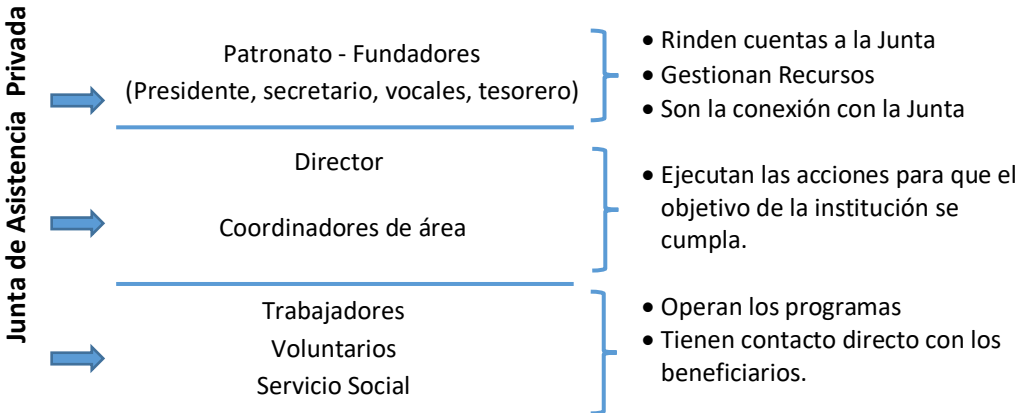 Junta de Asistencia Privada
Patronato - Fundadores
(Presidente, secretario, vocales, tesorero)
• Rinden cuentas a la Junta
• Gestionan Recursos
• Son la conexión con la Junta
Director
Coordinadores de área
• Ejecutan las acciones para que el
objetivo de la institución se
cumpla.
Trabajadores
Voluntarios
Servicio Social
• Operan los programas
• Tienen contacto directo con los
beneficiarios.